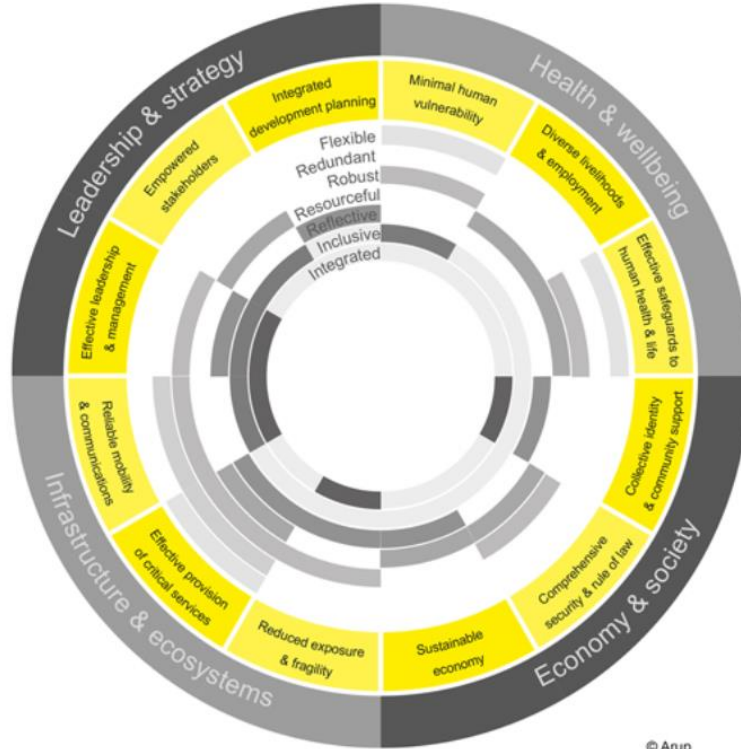 Leadership & strategy
Health & wellbeing
Economy & society
Infrastructure & ecosystems
Integrated
development planning
Minimal human
vulnerability
Diverse livelihoods
& employment
Effective safeguards to
human health & life
Collective identity
& community support
Comprehensive
security & rule of law
Sustainable
economy
Reduced exposure
& fragility
Effective provision
of critical services
Reliable mobility
& communications
Effective leadership
& management
Empowered
stakeholders
Flexible
Redundant
Robust
Resourceful
Reflective
Inclusive
Integrated
© Arup